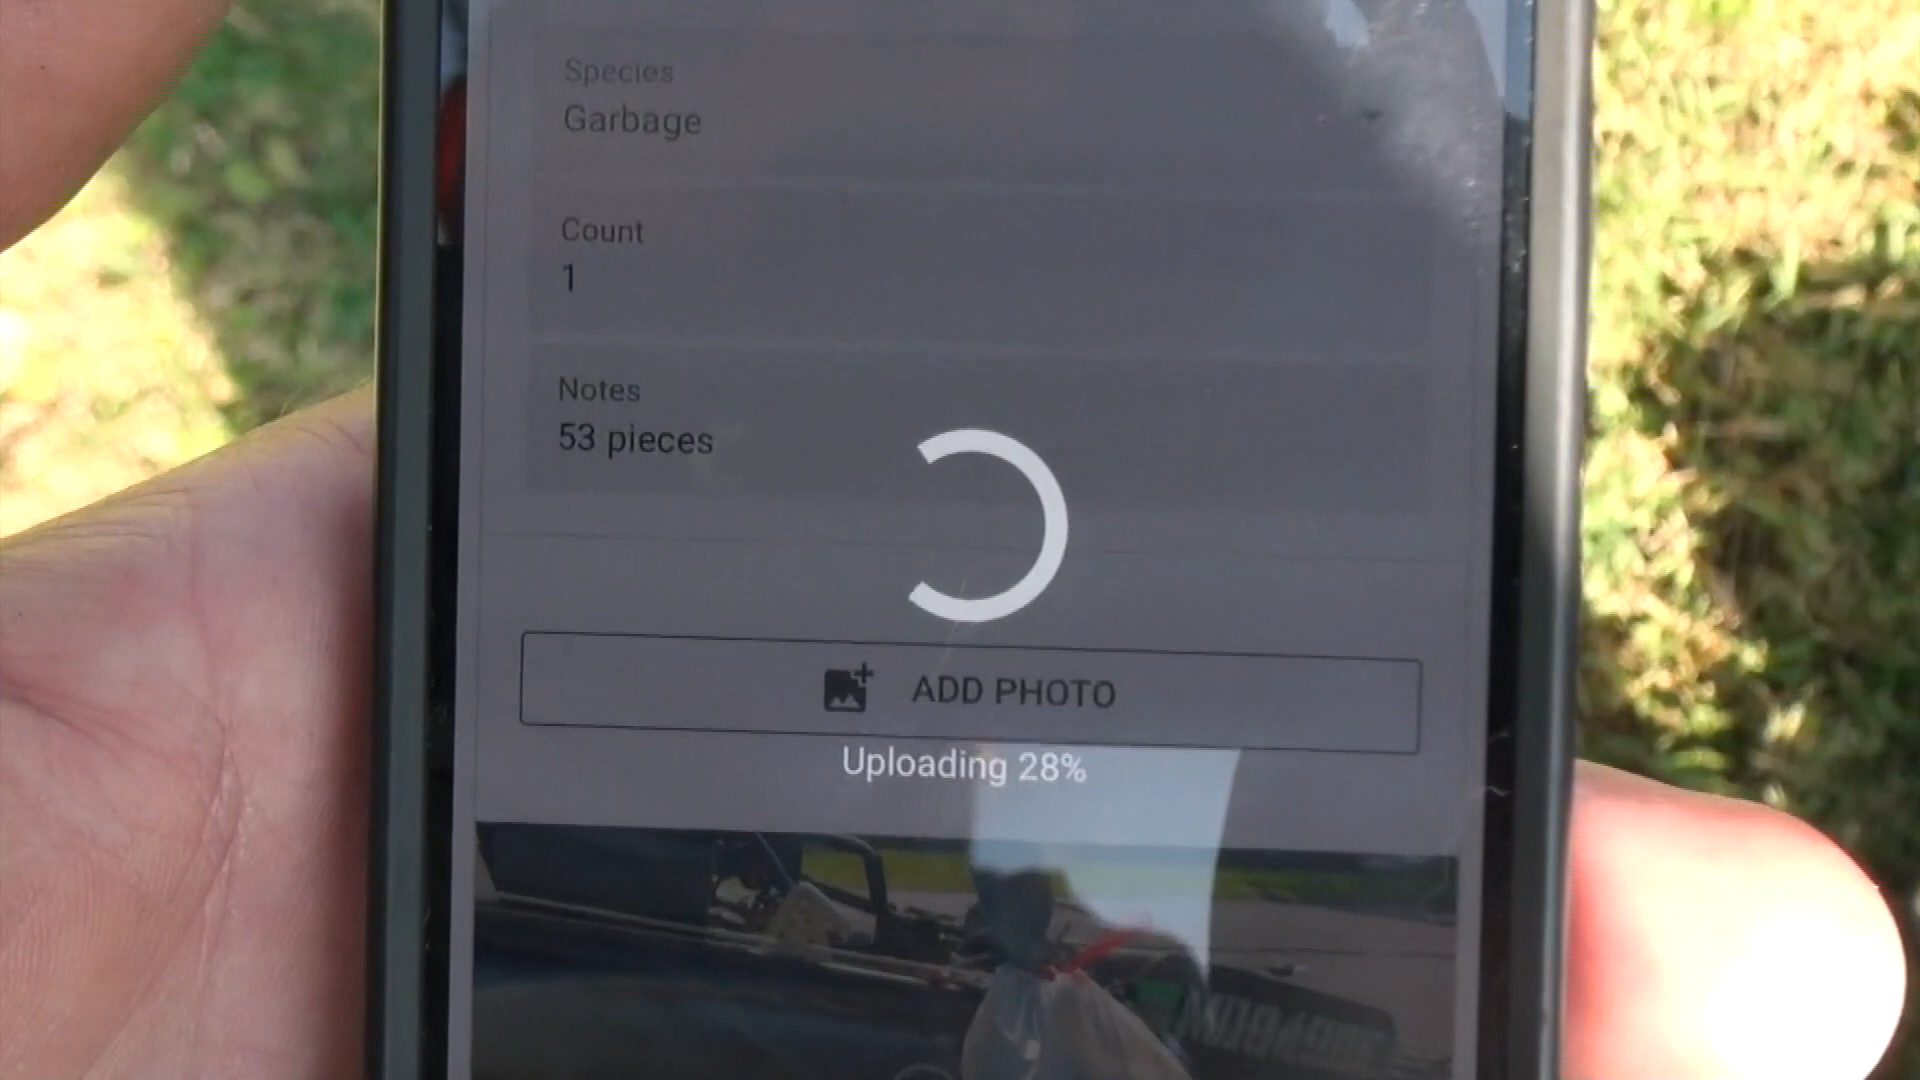 Species
Garbage
Count
1
Notes
53 pieces
ADD PHOTO
Uploading 28%